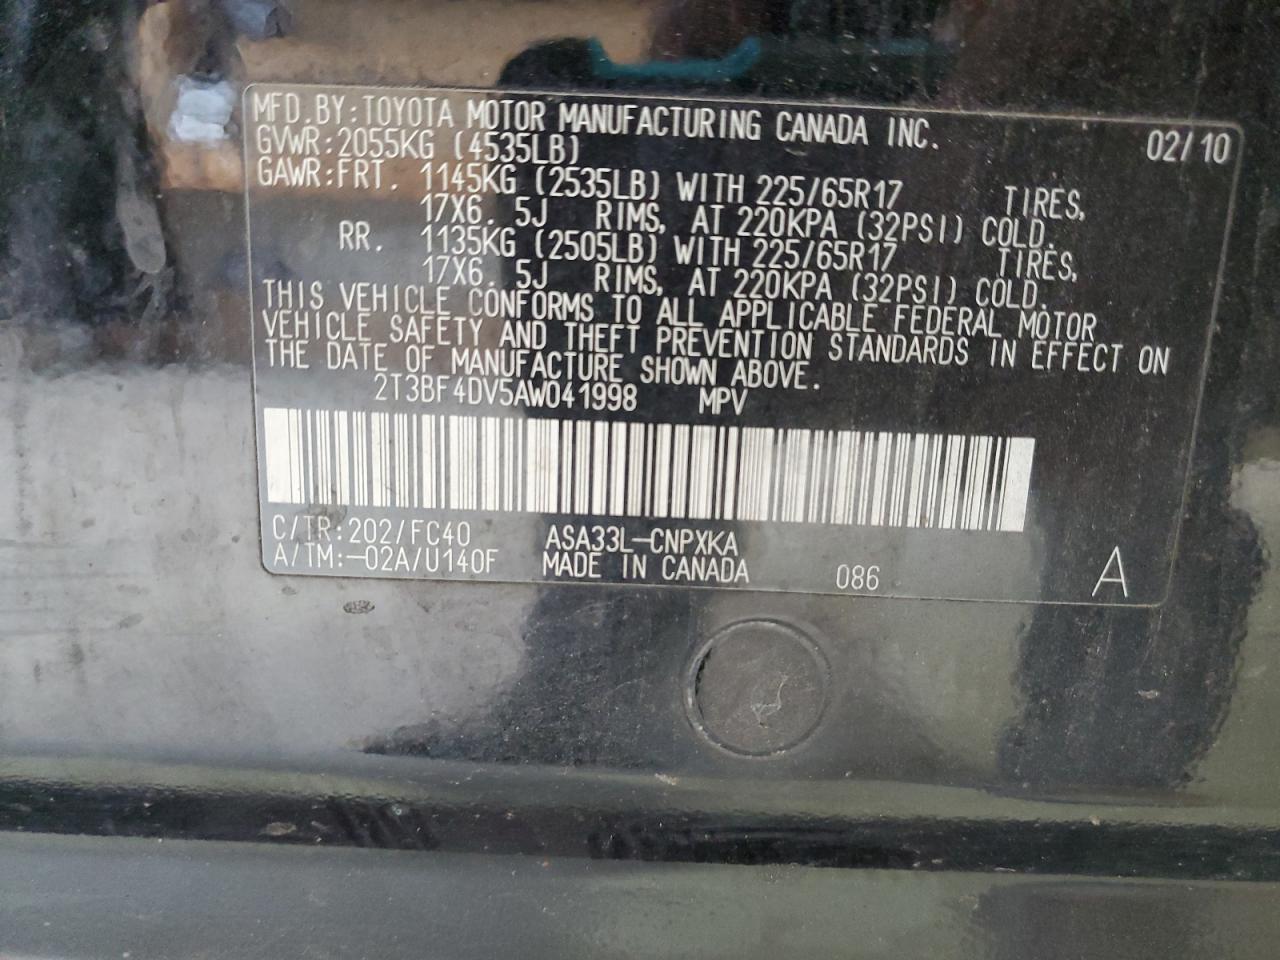 MFD. BY: TOYOTA MOTOR MANUFACTURING CANADA INC. 02/10
GVWR: 2055KG (4535LB)
GAWR: FRT. 1145KG (2535LB) WITH 225/65R17 TIRES,
17X6. 5J RIMS, AT 220KPA (32PSI) COLD.
RR. 1135KG (2505LB) WITH 225/65R17 TIRES,
17X6. 5J RIMS, AT 220KPA (32PSI) COLD.
THIS VEHICLE CONFORMS TO ALL APPLICABLE FEDERAL MOTOR
VEHICLE SAFETY AND THEFT PREVENTION STANDARDS IN EFFECT ON
THE DATE OF MANUFACTURE SHOWN ABOVE.
2T3BF4DV5AW041998 MPV
C/TR: 202/FC40 ASA33L-CNPXKA
A/TM: -02A/U140F MADE IN CANADA 086 A